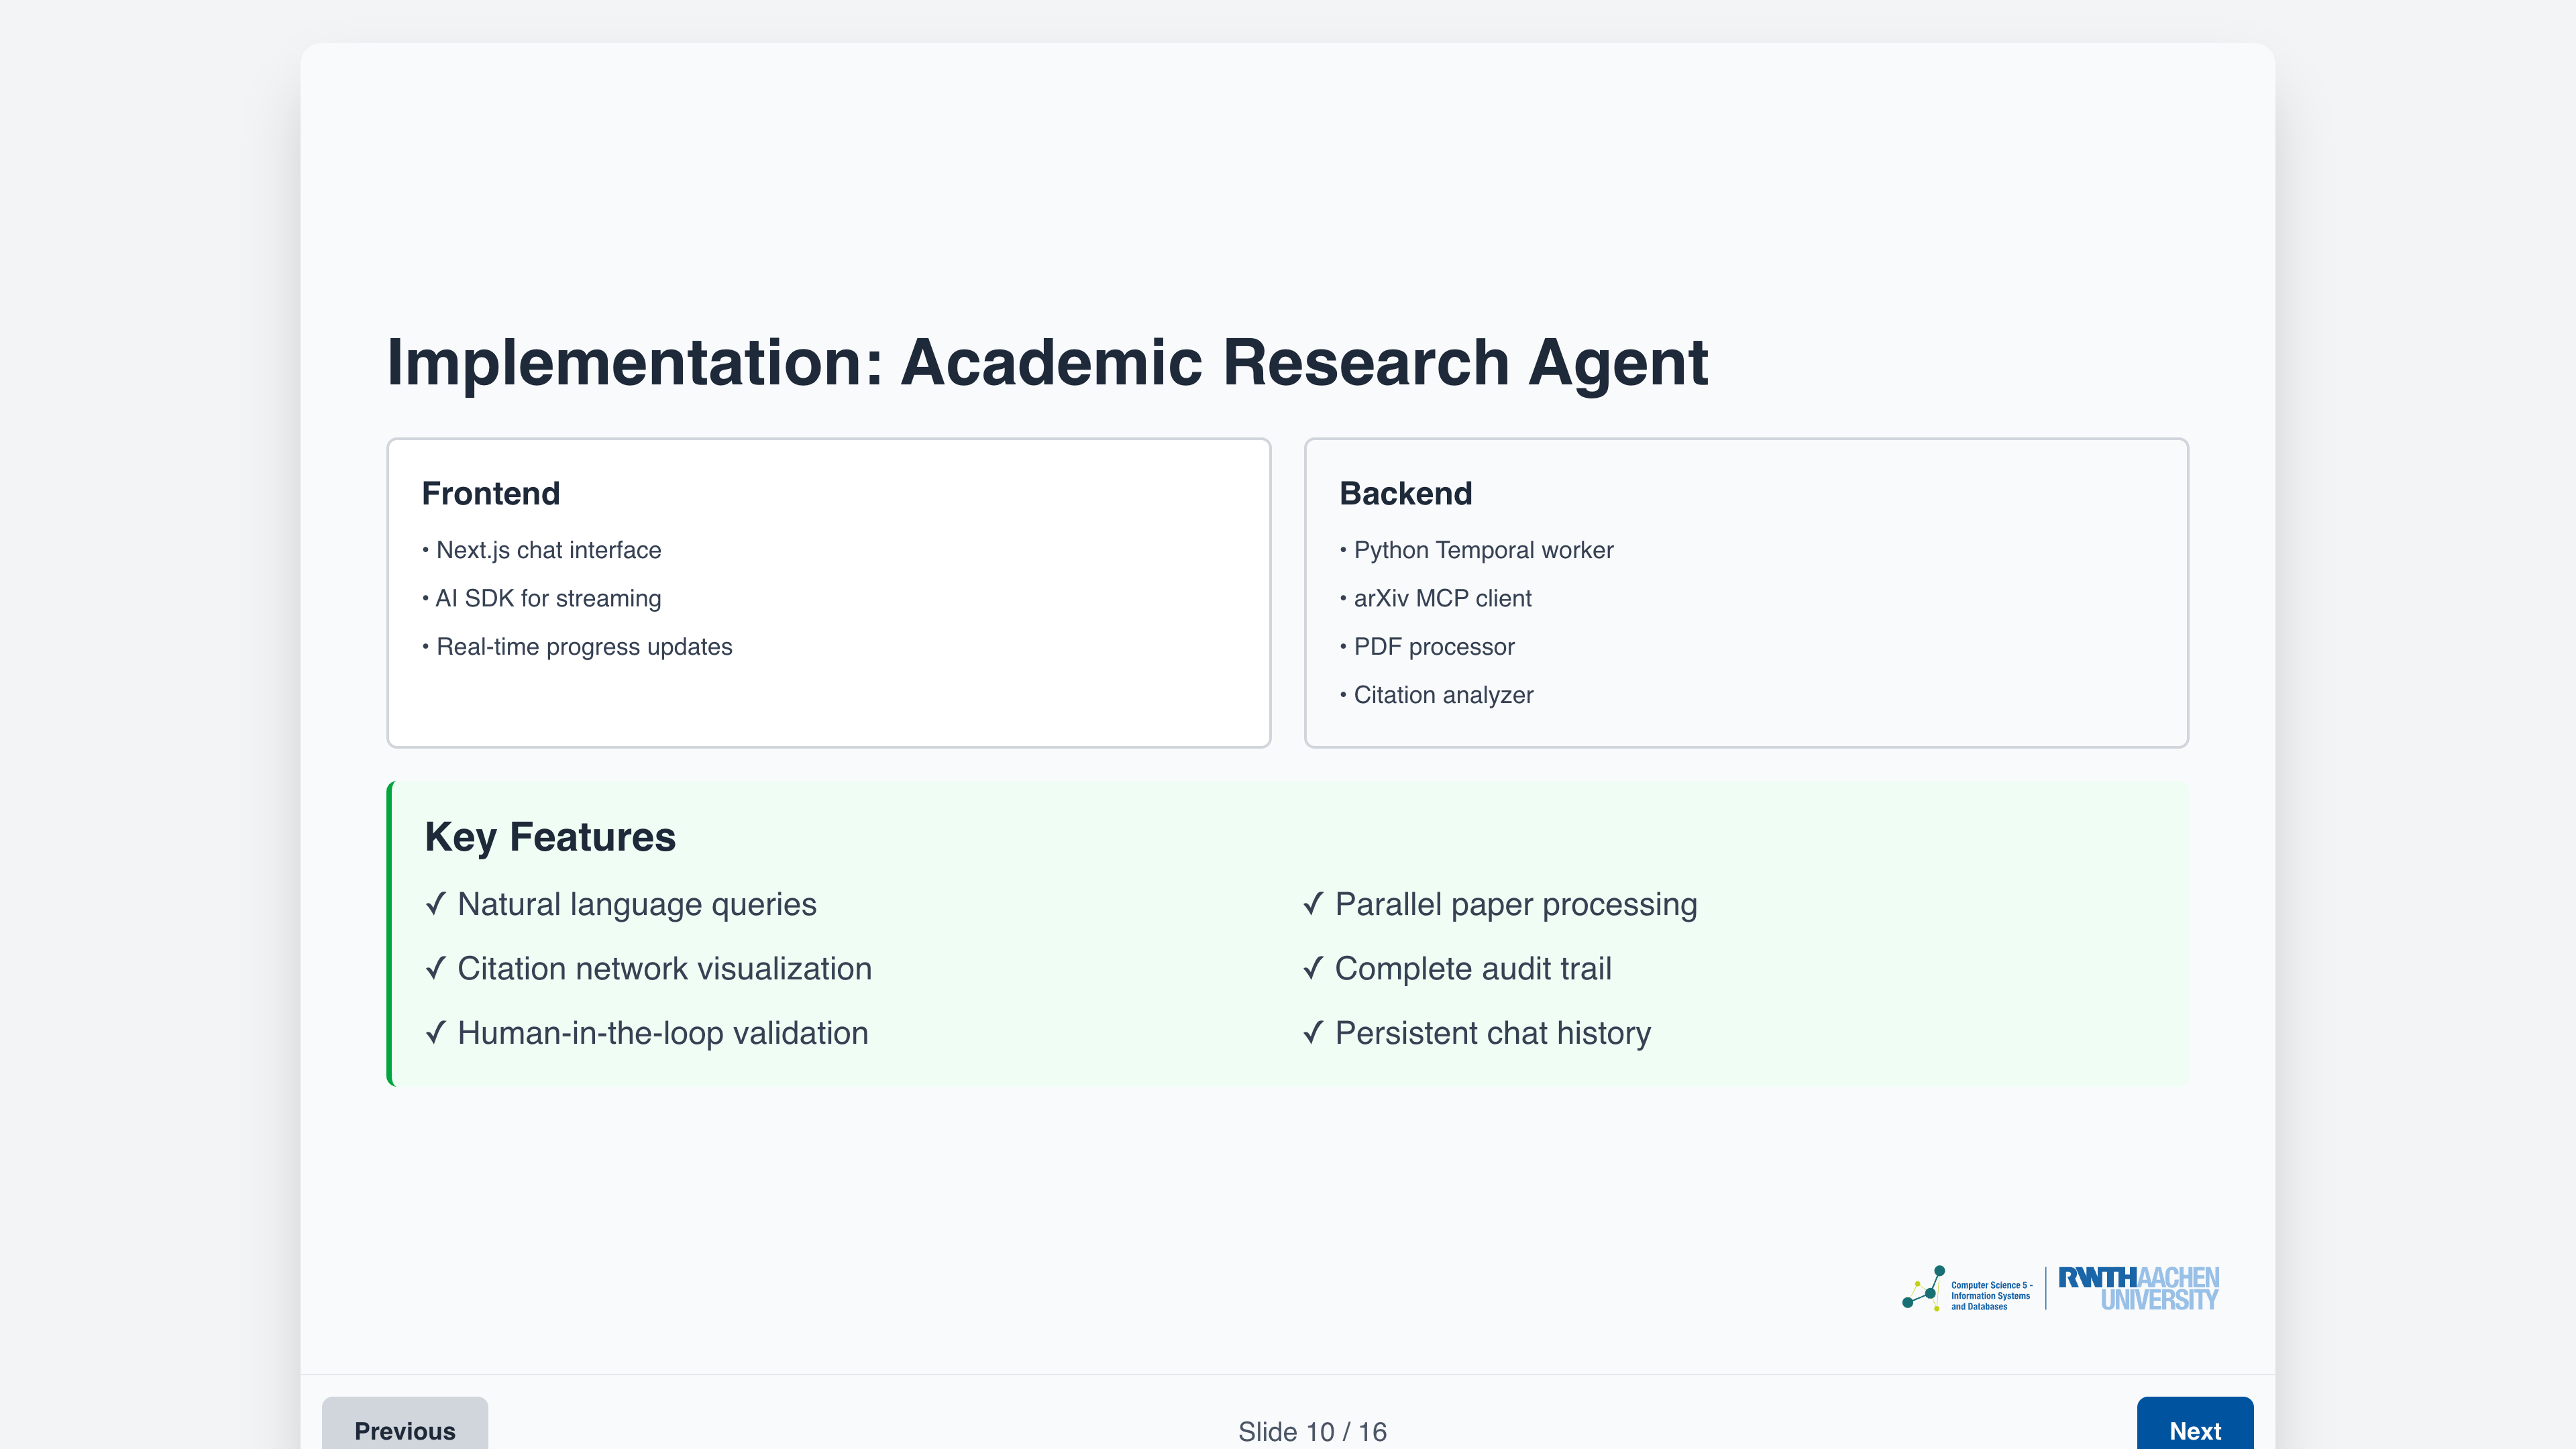 Implementation: Academic Research Agent
Frontend
• Next.js chat interface
• AI SDK for streaming
• Real-time progress updates
Backend
• Python Temporal worker
• arXiv MCP client
• PDF processor
• Citation analyzer
Key Features
✓ Natural language queries
✓ Parallel paper processing
✓ Citation network visualization
✓ Complete audit trail
✓ Human-in-the-loop validation
✓ Persistent chat history
Computer Science 5 -
Information Systems
and Databases
RWTHAACHEN
UNIVERSITY
Previous
Slide 10 / 16
Next